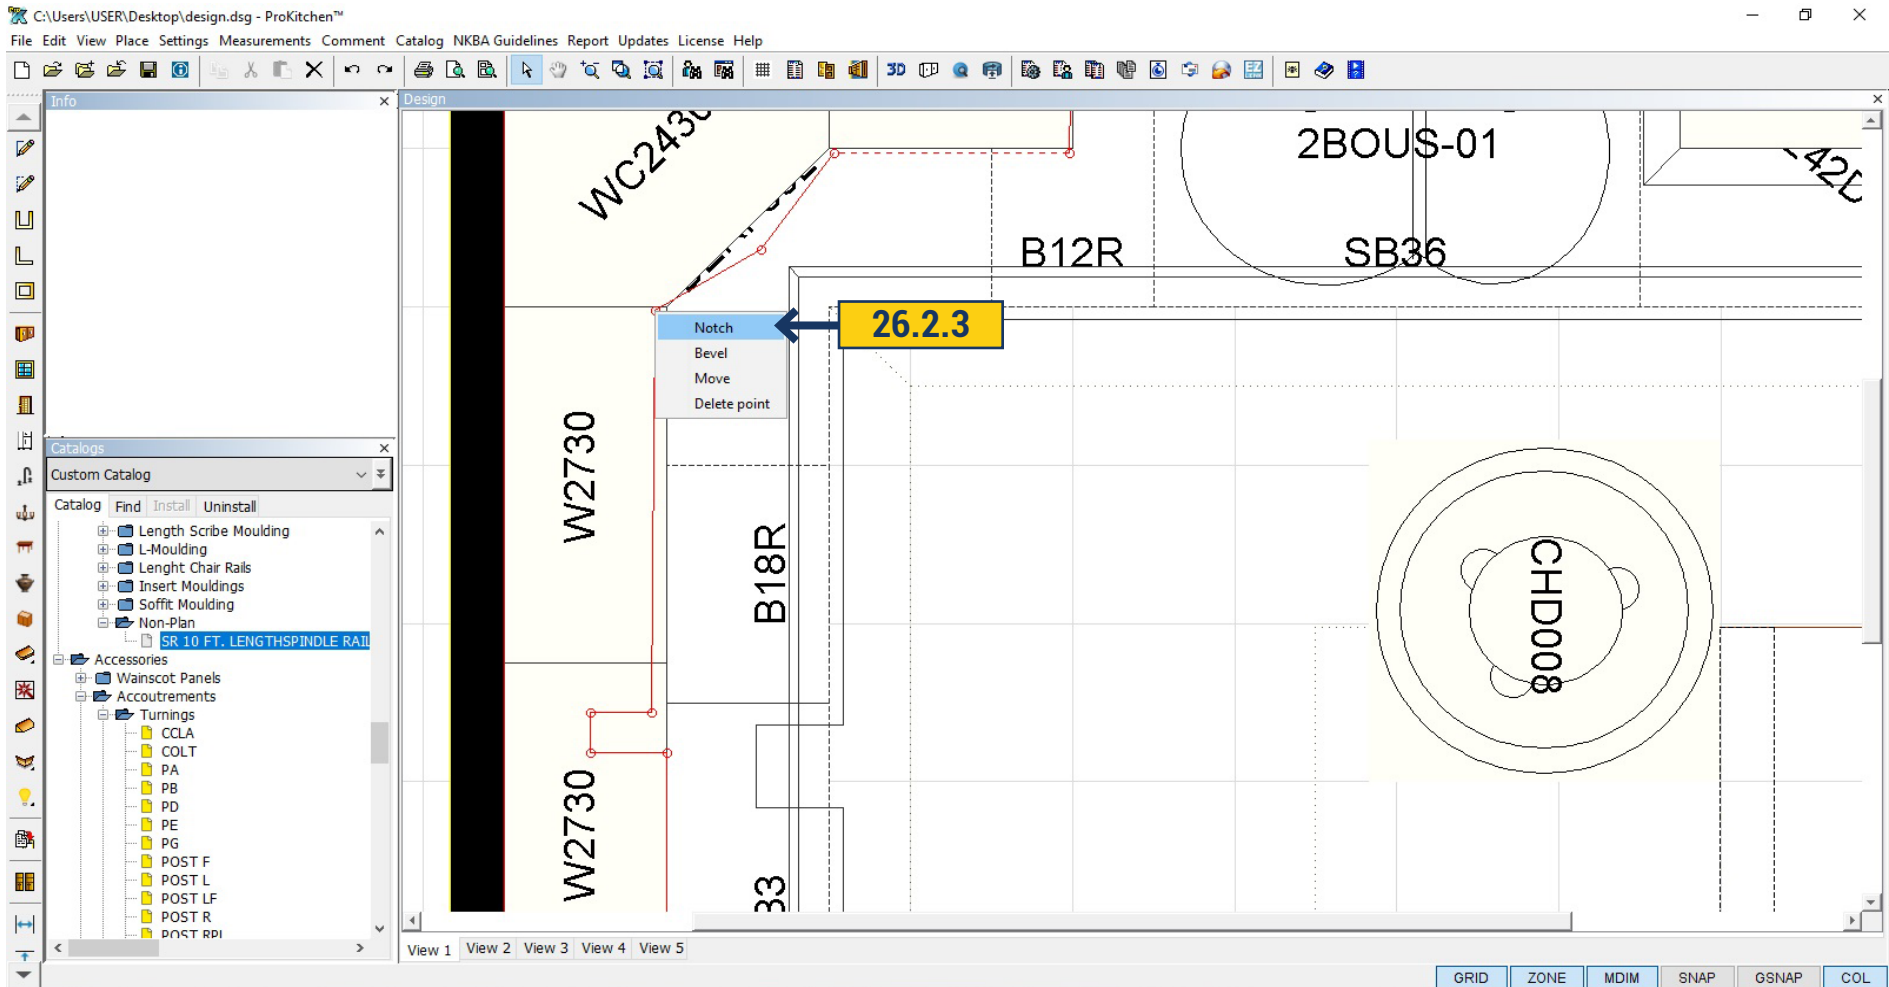 C:\Users\USER\Desktop\design.dsg - ProKitchen™
File Edit View Place Settings Measurements Comment Catalog NKBA Guidelines Report Updates License Help
3D
EZ
Info
Design
WC2430
2BOUS-01
B12R
SB36
26.2.3
Notch
Bevel
Move
Delete point
W2730
B18R
CHD008
W2730
Catalogs
Custom Catalog
Catalog Find Install Uninstall
Length Scribe Moulding
L-Moulding
Lenght Chair Rails
Insert Mouldings
Soffit Moulding
Non-Plan
SR 10 FT. LENGTHSPINDLE RAIL
Accessories
Wainscot Panels
Accoutrements
Turnings
CCLA
COLT
PA
PB
PD
PE
PG
POST F
POST L
POST LF
POST R
POST RPL
View 1 View 2 View 3 View 4 View 5
GRID ZONE MDIM SNAP GSNAP COL